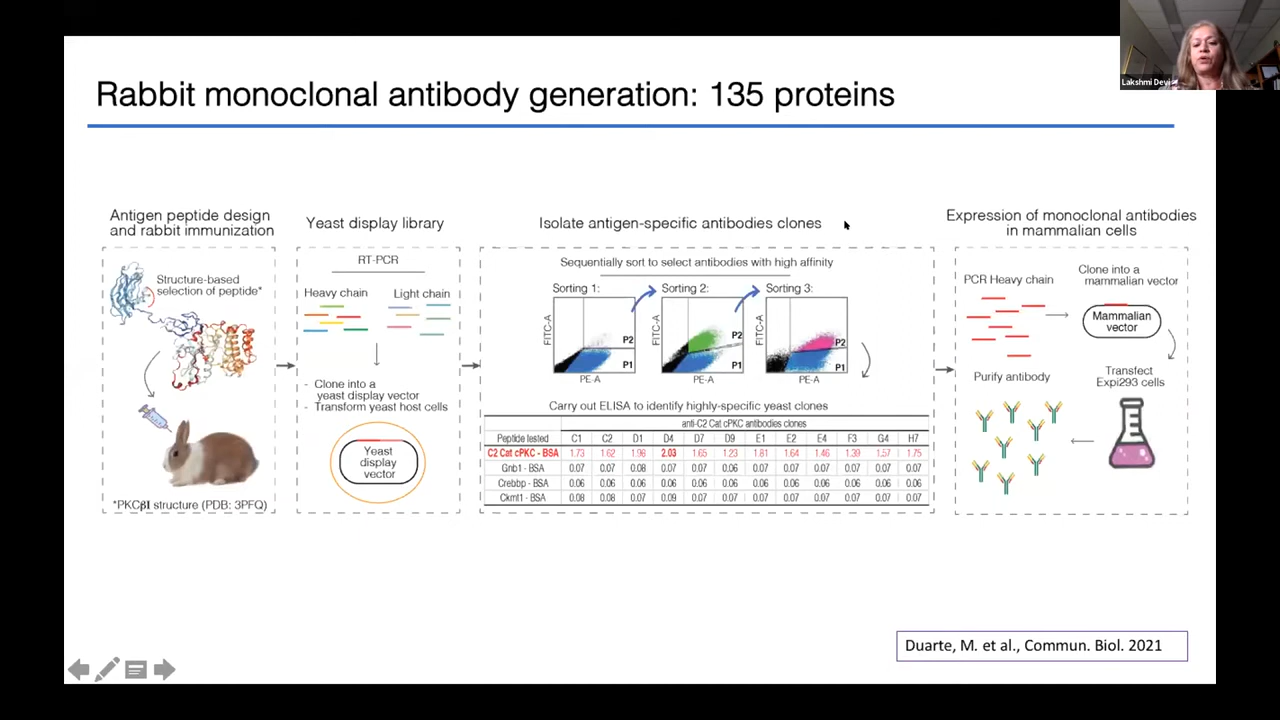 Lakshmi Devi
Rabbit monoclonal antibody generation: 135 proteins
Antigen peptide design
and rabbit immunization
Structure-based
selection of peptide*
*PKCβI structure (PDB: 3PFQ)
Yeast display library
RT-PCR
Heavy chain Light chain
- Clone into a
yeast display vector
- Transform yeast host cells
Yeast
display
vector
Isolate antigen-specific antibodies clones
Sequentially sort to select antibodies with high affinity
Sorting 1: Sorting 2: Sorting 3:
FITC-A P2 P1 PE-A
FITC-A P2 P1 PE-A
FITC-A P2 P1 PE-A
Carry out ELISA to identify highly-specific yeast clones
anti-C2 Cat cPKC antibodies clones
Peptide tested C1 C2 D1 D4 D7 D9 E1 E2 E4 F3 G4 H7
C2 Cat cPKC - BSA 1.73 1.62 1.98 2.03 1.65 1.23 1.81 1.64 1.46 1.39 1.57 1.75
Gnb1 - BSA 0.07 0.07 0.08 0.07 0.07 0.06 0.07 0.07 0.07 0.07 0.07 0.07
Crebbp - BSA 0.06 0.06 0.06 0.06 0.06 0.06 0.06 0.06 0.06 0.06 0.06 0.06
Ckmt1 - BSA 0.08 0.08 0.07 0.09 0.07 0.07 0.07 0.07 0.07 0.07 0.07 0.07
Expression of monoclonal antibodies
in mammalian cells
PCR Heavy chain
Clone into a
mammalian vector
Mammalian
vector
Transfect
Expi293 cells
Purify antibody
Duarte, M. et al., Commun. Biol. 2021